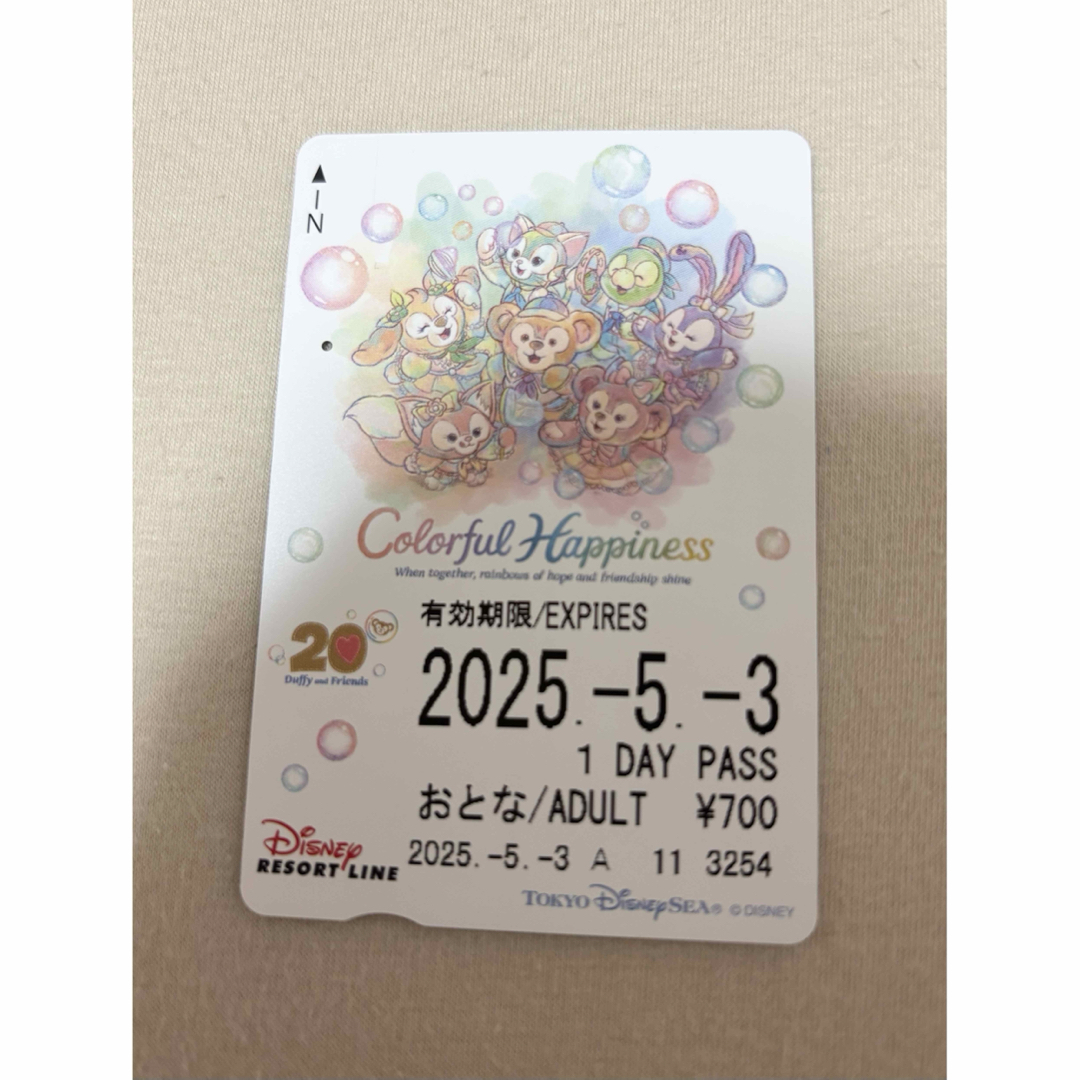 ▲
IN
Colorful Happiness
When together, rainbows of hope and friendship shine
有効期限/EXPIRES
20
Duffy and Friends
2025.-5.-3
1 DAY PASS
おとな/ADULT ¥700
2025.-5.-3 A 11 3254
Disney
RESORT LINE
TOKYO DisneySEA® © DISNEY